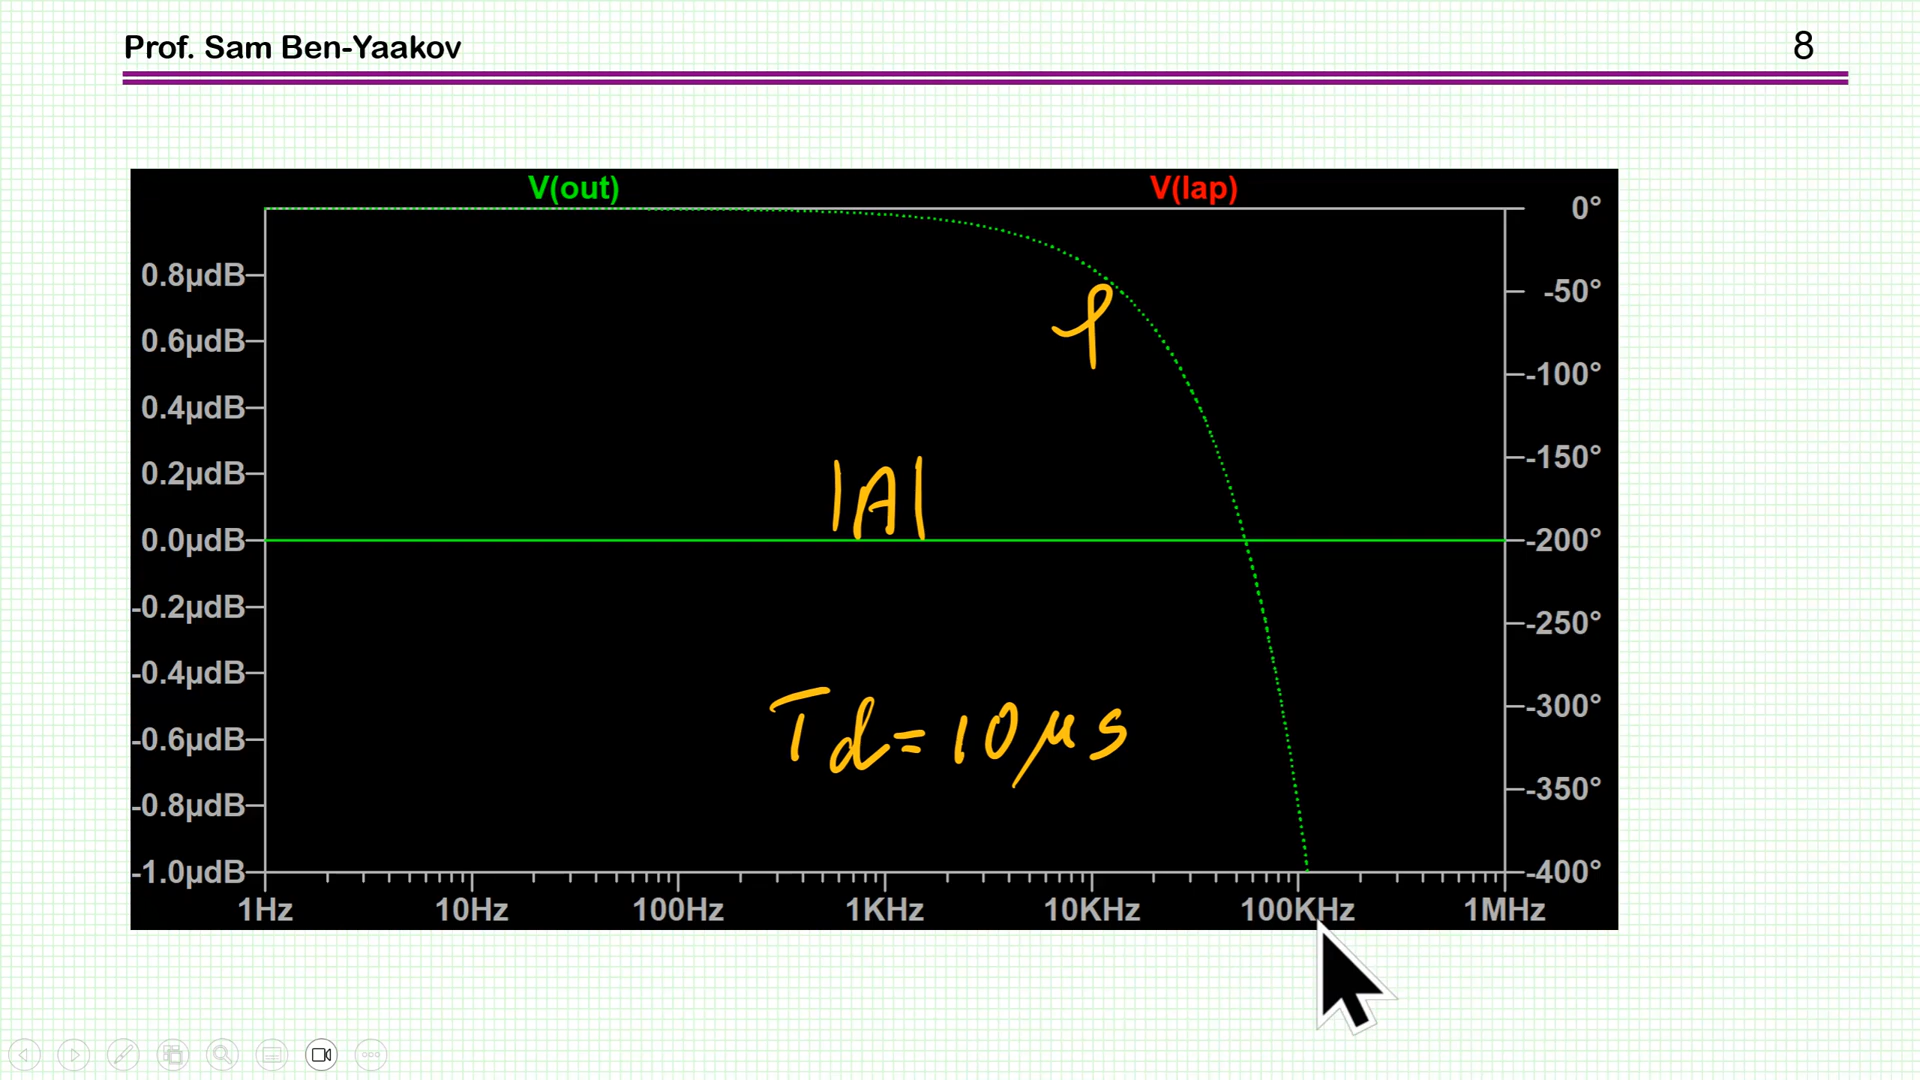 Prof. Sam Ben-Yaakov
8
V(out)
V(lap)
0°
0.8µdB
-50°
0.6µdB
-100°
0.4µdB
-150°
0.2µdB
0.0µdB
-200°
-0.2µdB
-250°
-0.4µdB
-300°
-0.6µdB
-350°
-0.8µdB
-1.0µdB
-400°
φ
|A|
Td=10µs
1Hz
10Hz
100Hz
1KHz
10KHz
100KHz
1MHz